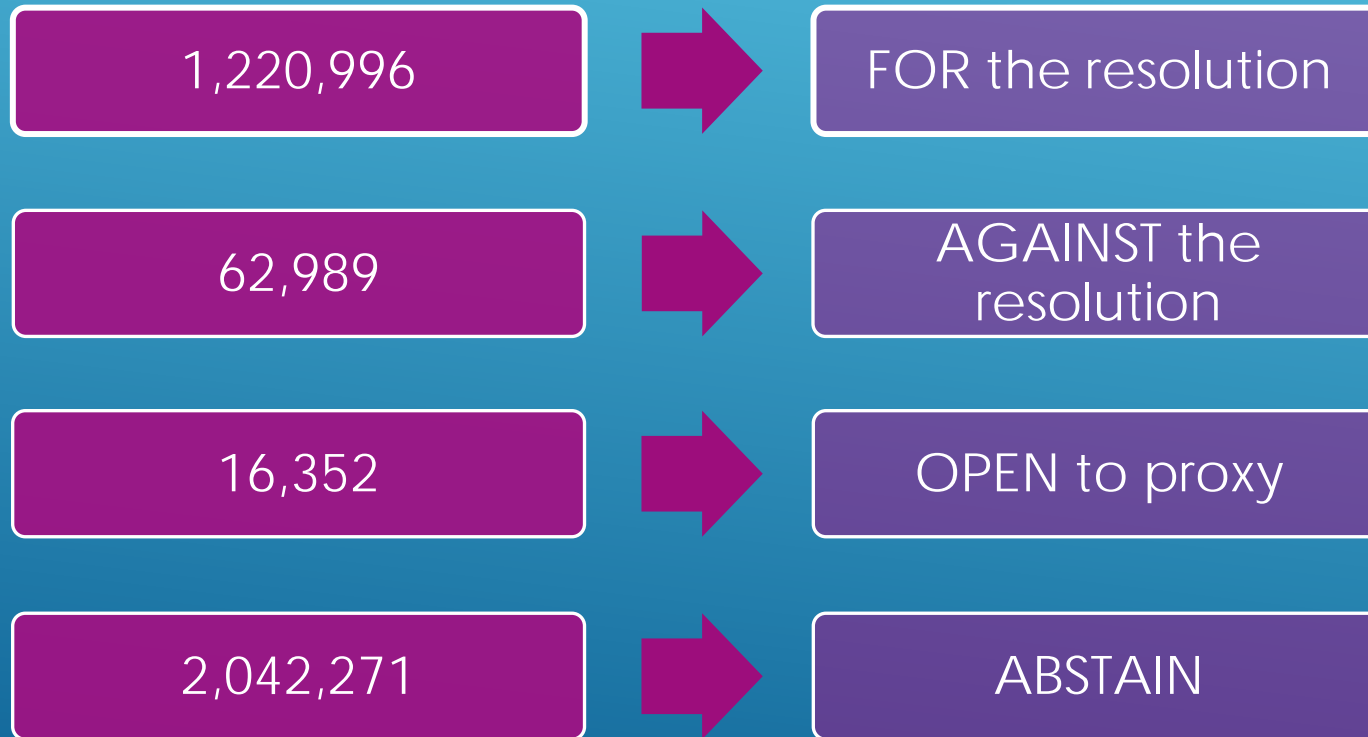 1,220,996
FOR the resolution
62,989
AGAINST the
resolution
16,352
OPEN to proxy
2,042,271
ABSTAIN